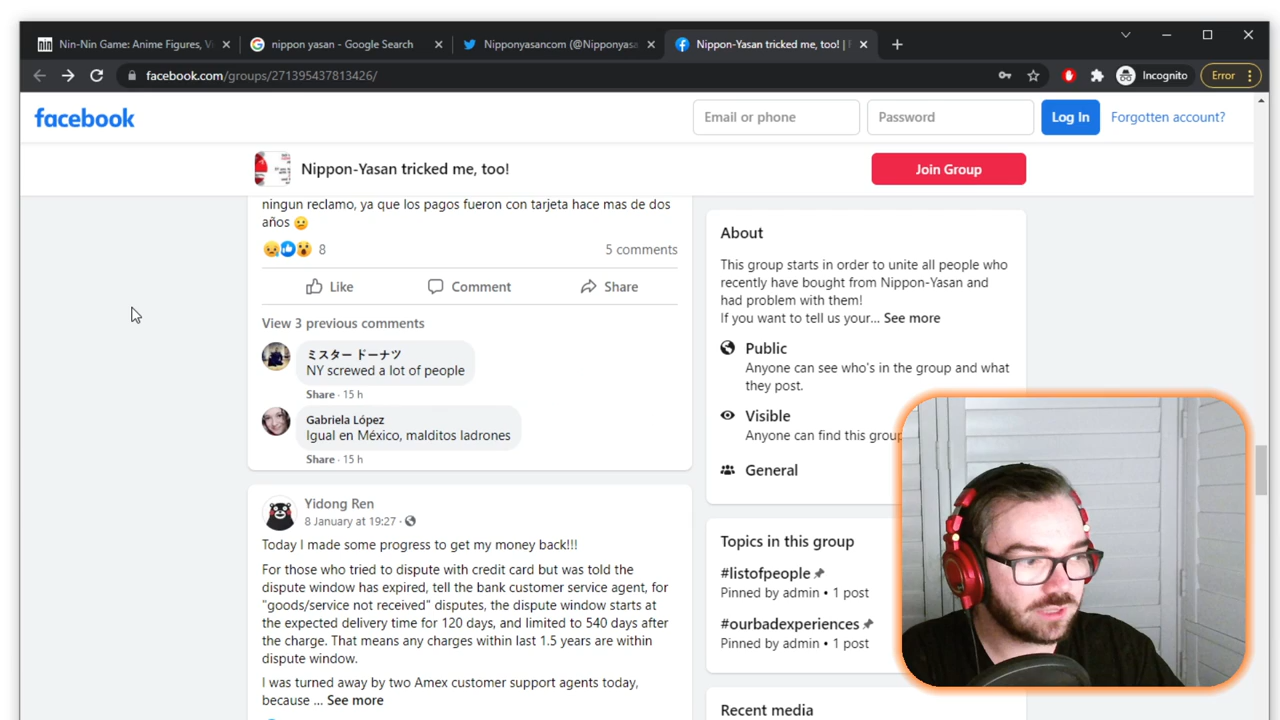 Nin-Nin Game: Anime Figures, Vi
nippon yasan - Google Search
Nipponyasancom (@Nipponyasa
Nippon-Yasan tricked me, too! | F
facebook.com/groups/271395437813426/
Incognito
Error
facebook
Email or phone
Password
Log In
Forgotten account?
Nippon-Yasan tricked me, too!
Join Group
ningun reclamo, ya que los pagos fueron con tarjeta hace mas de dos
años
8
5 comments
Like
Comment
Share
View 3 previous comments
ミスター ドーナツ
NY screwed a lot of people
Share · 15 h
Gabriela López
Igual en México, malditos ladrones
Share · 15 h
Yidong Ren
8 January at 19:27 ·
Today I made some progress to get my money back!!!
For those who tried to dispute with credit card but was told the
dispute window has expired, tell the bank customer service agent, for
"goods/service not received" disputes, the dispute window starts at
the expected delivery time for 120 days, and limited to 540 days after
the charge. That means any charges within last 1.5 years are within
dispute window.
I was turned away by two Amex customer support agents today,
because ... See more
About
This group starts in order to unite all people who
recently have bought from Nippon-Yasan and
had problem with them!
If you want to tell us your... See more
Public
Anyone can see who's in the group and what
they post.
Visible
Anyone can find this group
General
Topics in this group
#listofpeople
Pinned by admin • 1 post
#ourbadexperiences
Pinned by admin • 1 post
Recent media